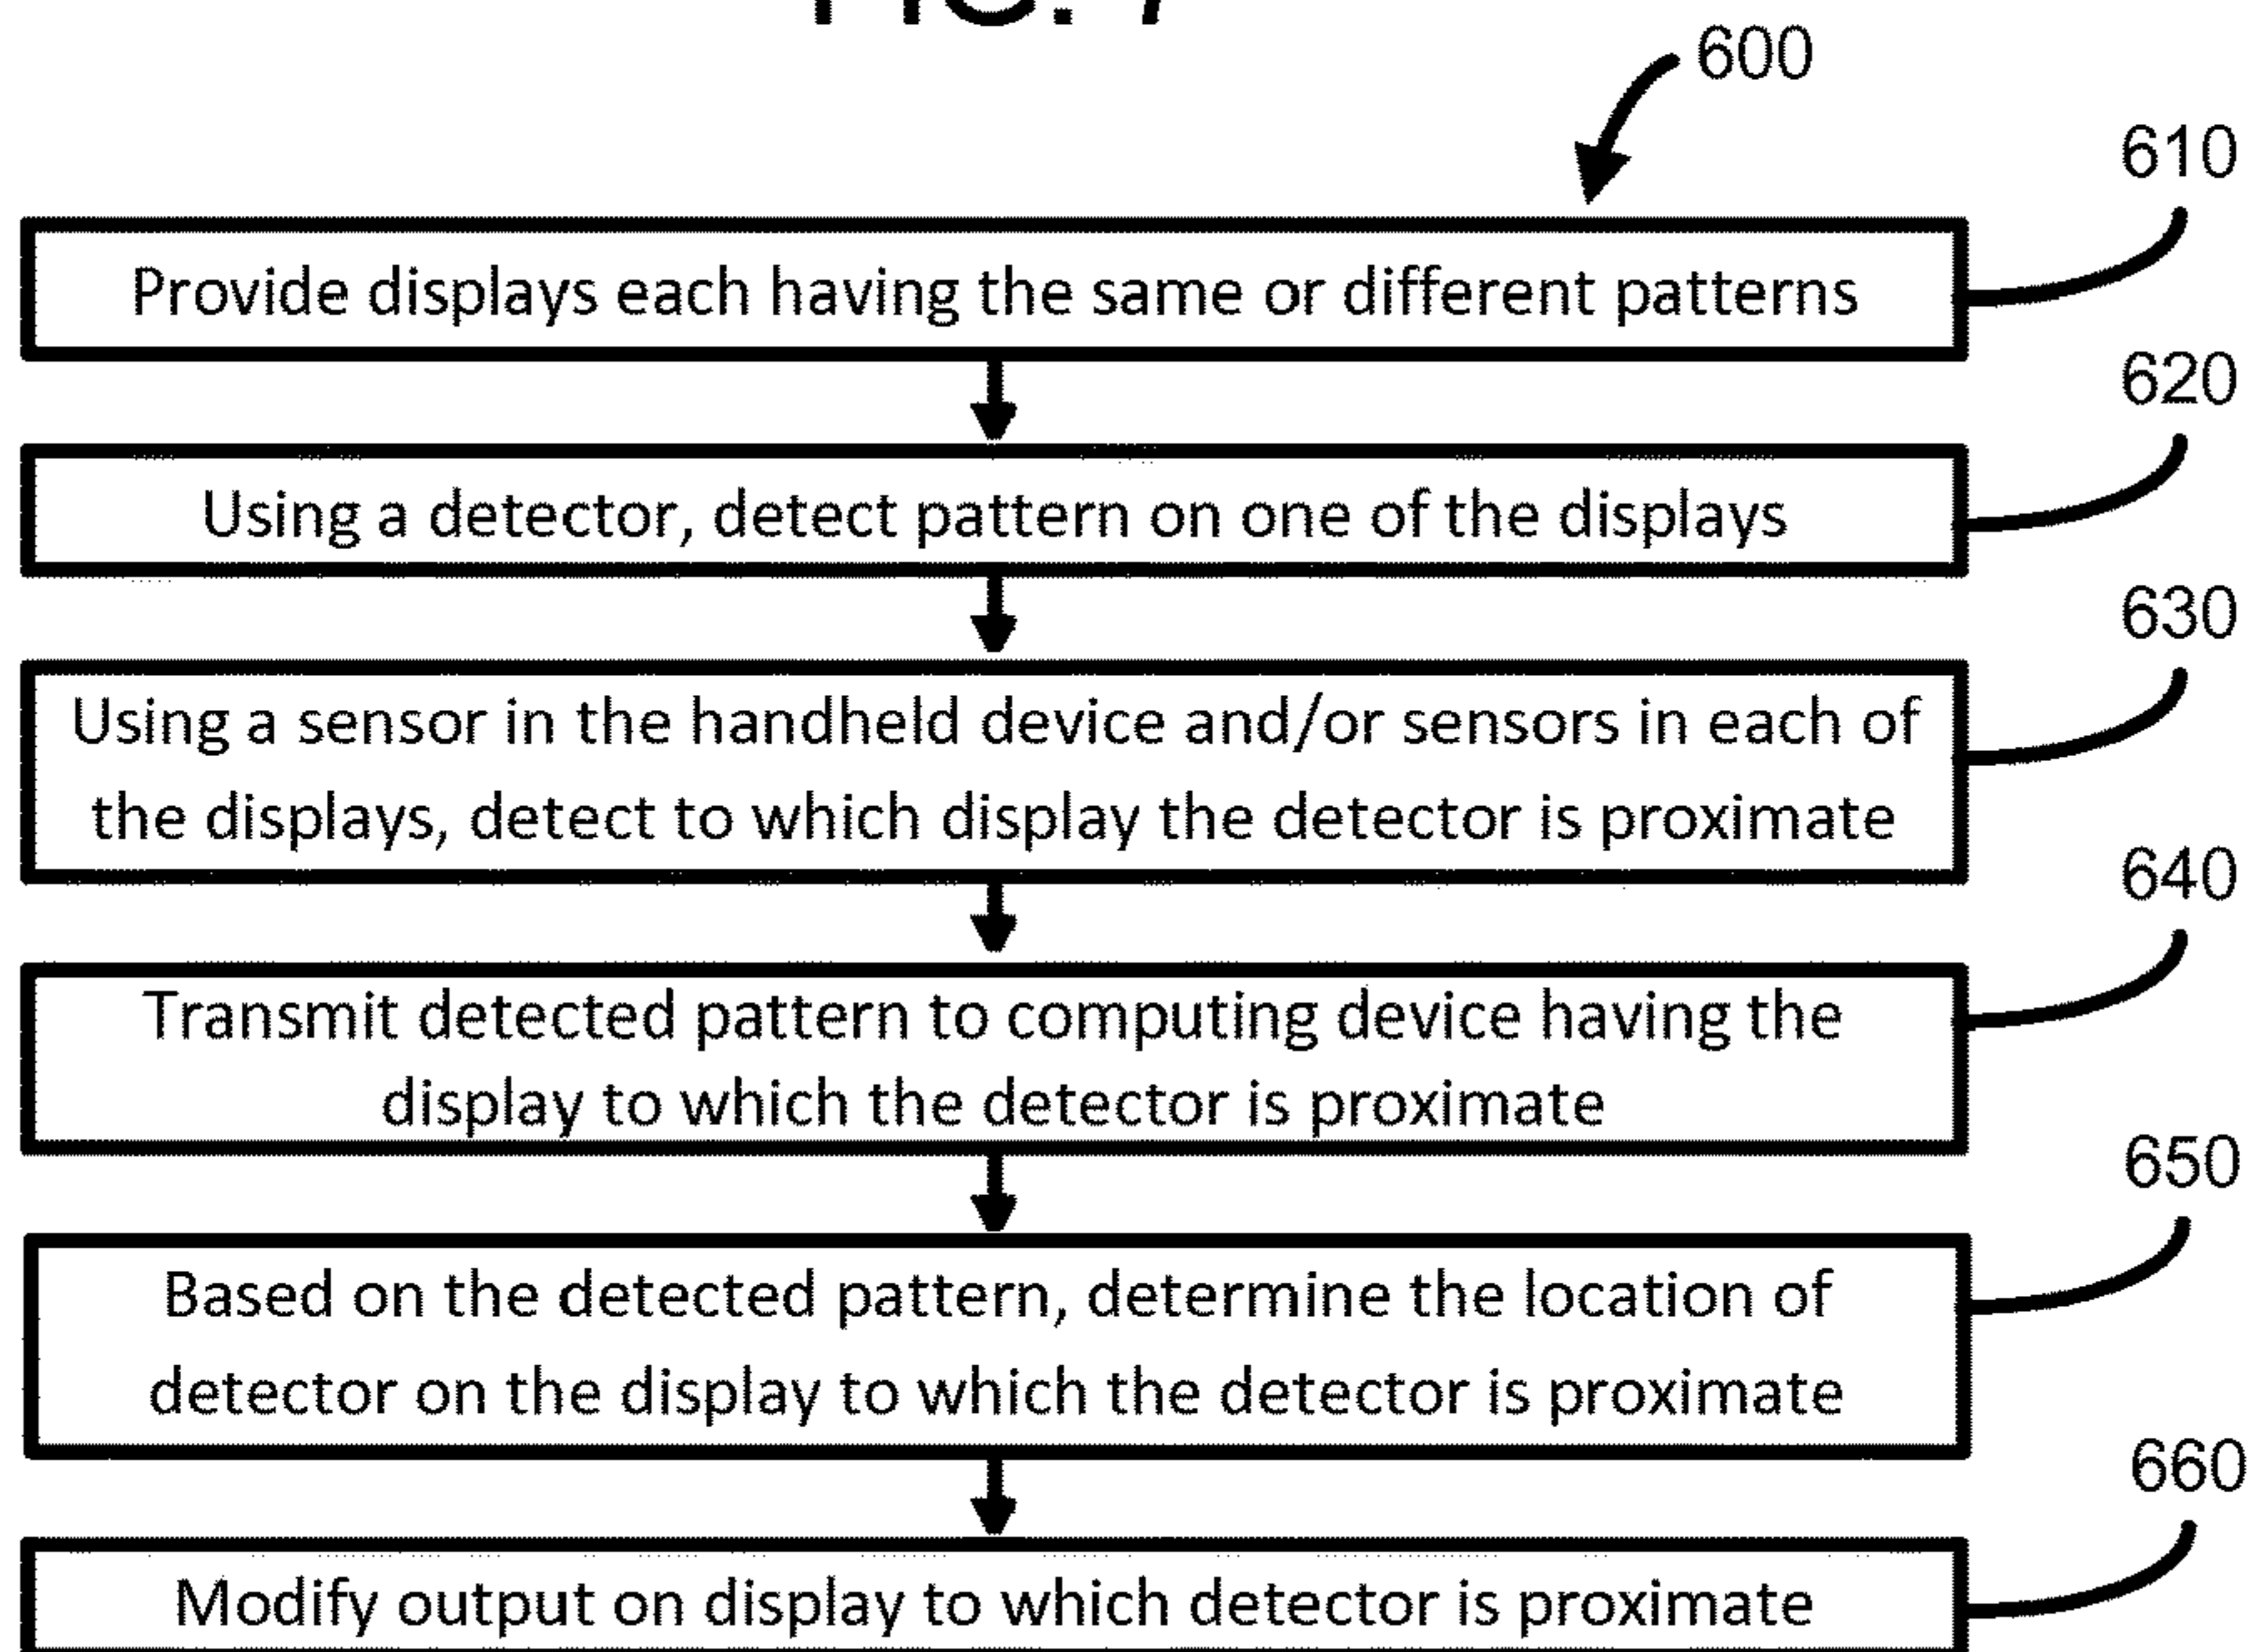 FIG. 7
600
610
Provide displays each having the same or different patterns
620
Using a detector, detect pattern on one of the displays
630
Using a sensor in the handheld device and/or sensors in each of
the displays, detect to which display the detector is proximate
640
Transmit detected pattern to computing device having the
display to which the detector is proximate
650
Based on the detected pattern, determine the location of
detector on the display to which the detector is proximate
660
Modify output on display to which detector is proximate